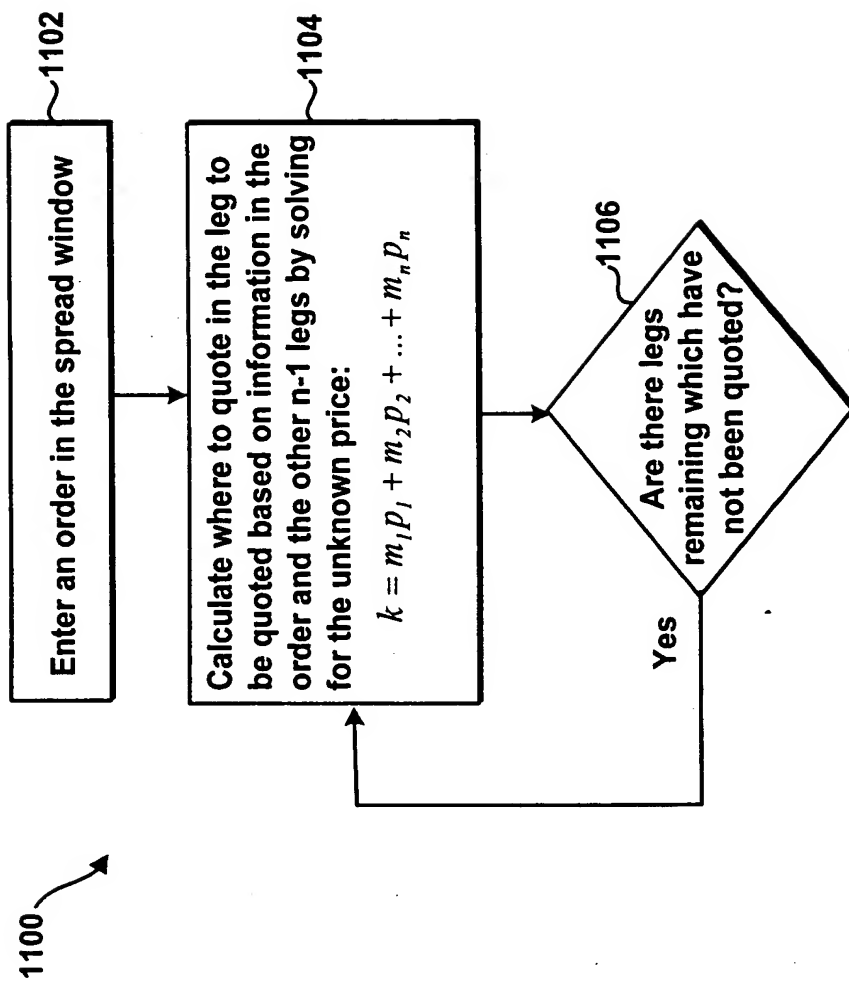 1100
1102
Enter an order in the spread window
1104
Calculate where to quote in the leg to
be quoted based on information in the
order and the other n-1 legs by solving
for the unknown price:
k = m₁p₁ + m₂p₂ + ... + mₙpₙ
1106
Are there legs
remaining which have
not been quoted?
Yes